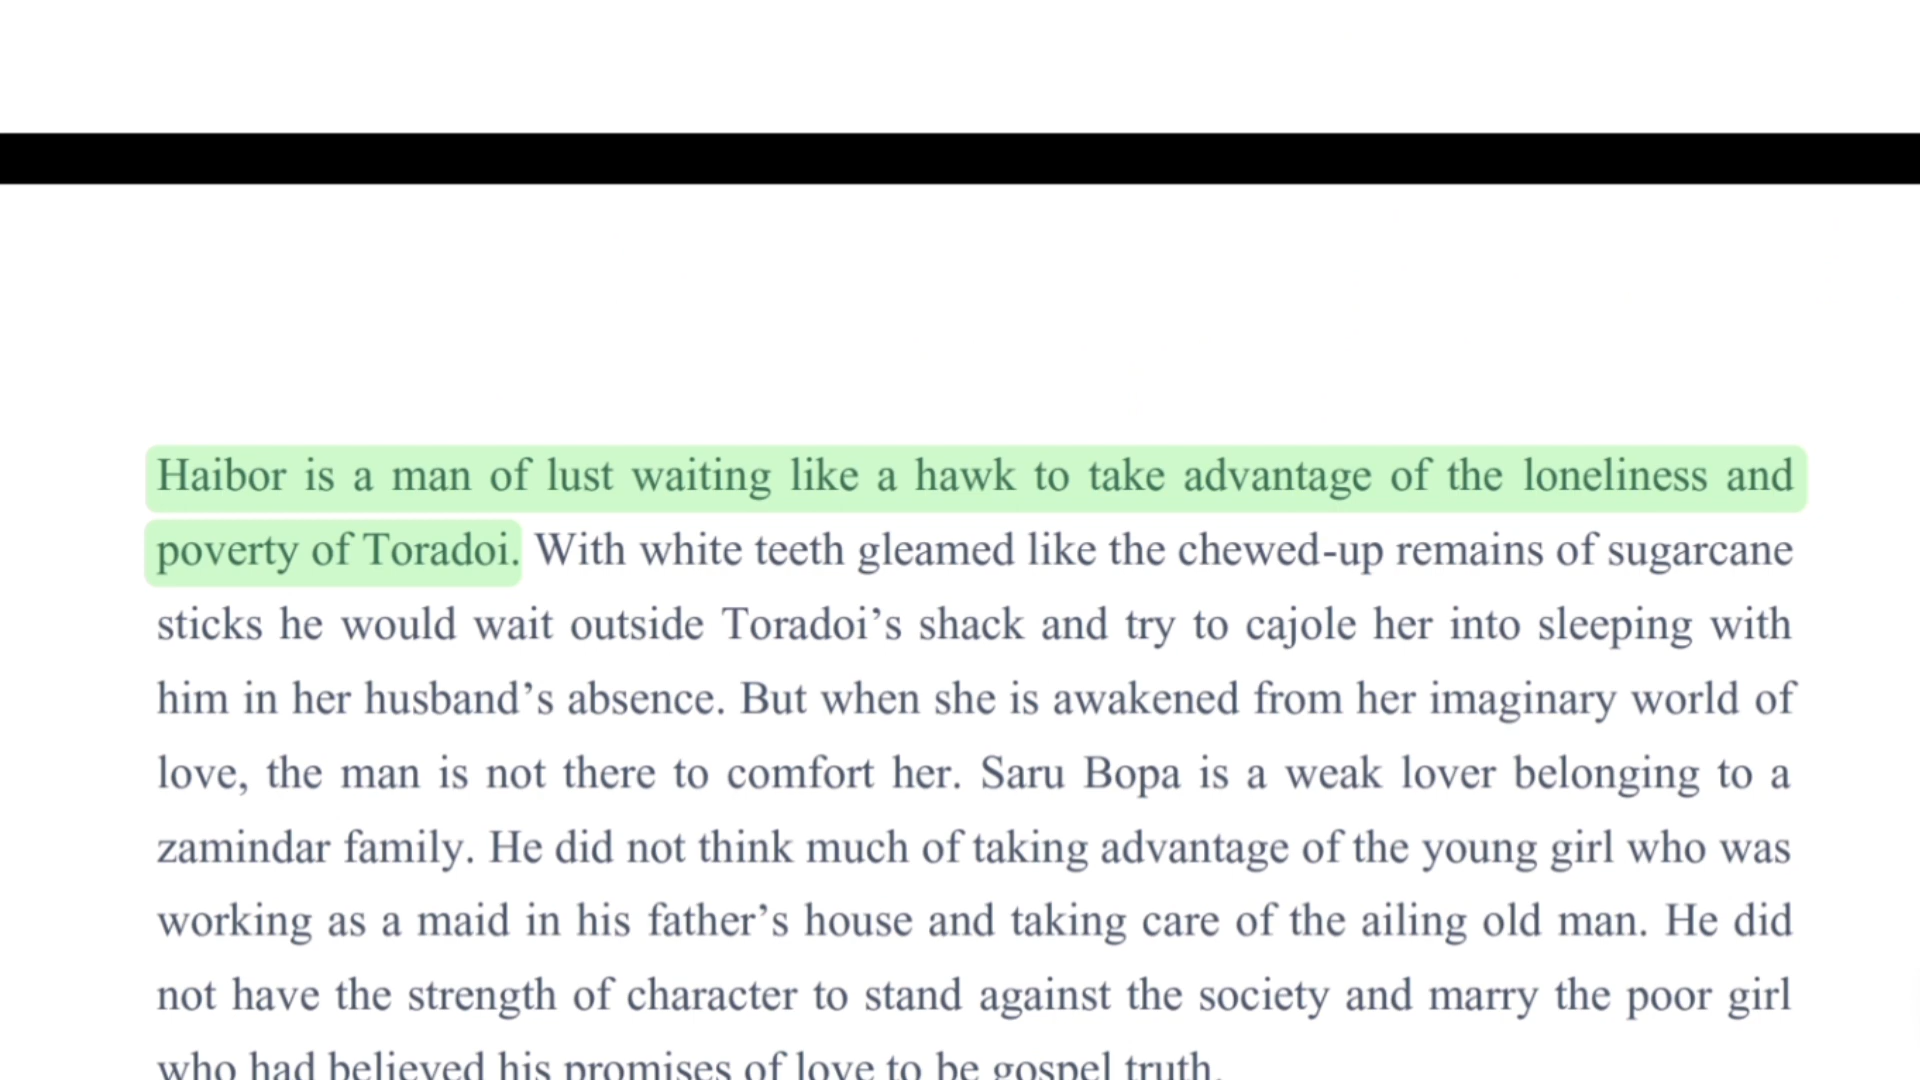 Haibor is a man of lust waiting like a hawk to take advantage of the loneliness and
poverty of Toradoi. With white teeth gleamed like the chewed-up remains of sugarcane
sticks he would wait outside Toradoi’s shack and try to cajole her into sleeping with
him in her husband’s absence. But when she is awakened from her imaginary world of
love, the man is not there to comfort her. Saru Bopa is a weak lover belonging to a
zamindar family. He did not think much of taking advantage of the young girl who was
working as a maid in his father’s house and taking care of the ailing old man. He did
not have the strength of character to stand against the society and marry the poor girl
who had believed his promises of love to be gospel truth.